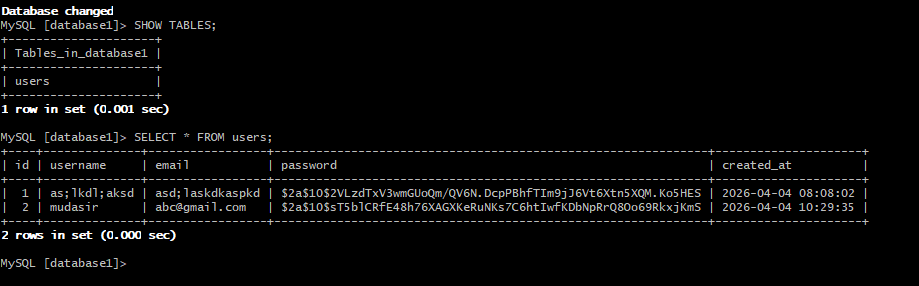 Database changed
MySQL [database1]> SHOW TABLES;
+---------------------+
| Tables_in_database1 |
+---------------------+
| users               |
+---------------------+
1 row in set (0.001 sec)
MySQL [database1]> SELECT * FROM users;
+----+--------------+-----------------+--------------------------------------------------------------+---------------------+
| id | username     | email           | password                                                     | created_at          |
+----+--------------+-----------------+--------------------------------------------------------------+---------------------+
|  1 | as;lkdl;aksd | asd;laskdkaspkd | $2a$10$2VLzdTxV3wmGUoQm/QV6N.DcpPBhfTIm9jJ6Vt6Xtn5XQM.Ko5HES | 2026-04-04 08:08:02 |
|  2 | mudasir      | abc@gmail.com   | $2a$10$sT5blCRfE48h76XAGXKeRuNKs7C6htIwfKDbNpRrQ8Oo69RkxjKmS | 2026-04-04 10:29:35 |
+----+--------------+-----------------+--------------------------------------------------------------+---------------------+
2 rows in set (0.000 sec)
MySQL [database1]>